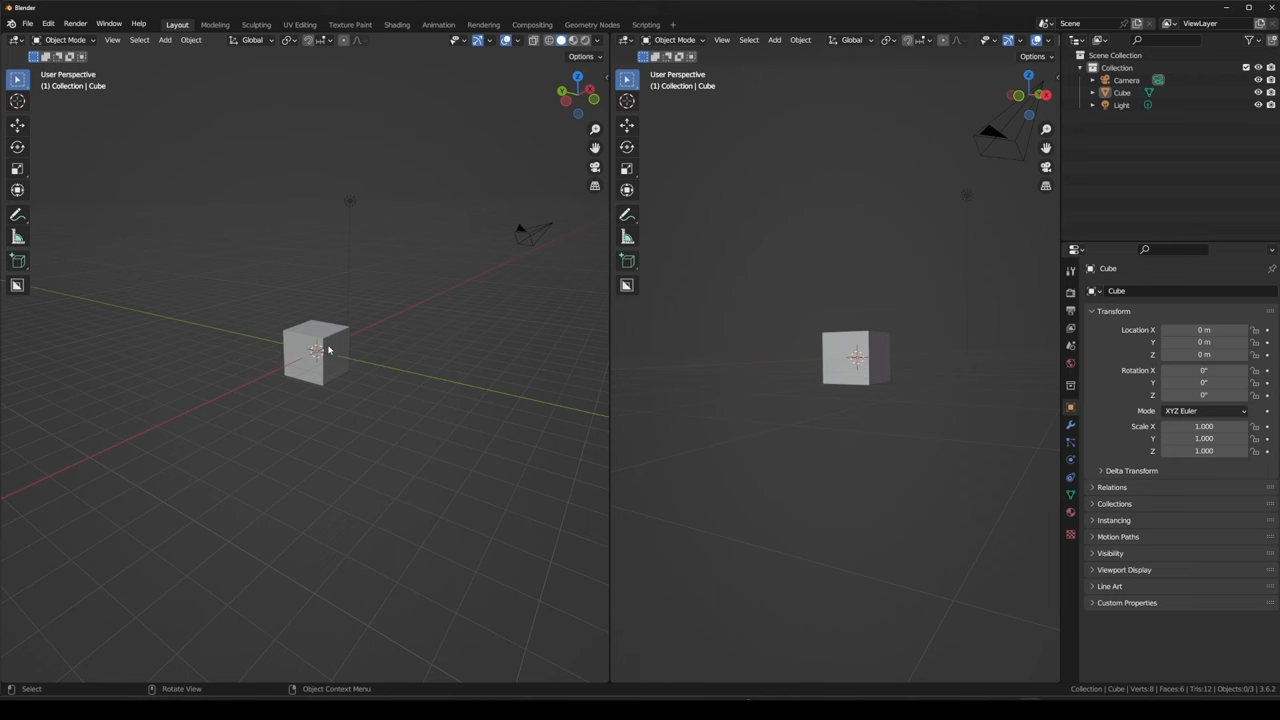 Blender
File Edit Render Window Help Layout Modeling Sculpting UV Editing Texture Paint Shading Animation Rendering Compositing Geometry Nodes Scripting + Scene ViewLayer
Object Mode View Select Add Object Global
Options
User Perspective
(1) Collection | Cube
X
Y
Z
Object Mode View Select Add Object Global
Options
User Perspective
(1) Collection | Cube
Z
X
Scene Collection
Collection
Camera
Cube
Light
Cube
Cube
Transform
Location X 0 m
Y 0 m
Z 0 m
Rotation X 0°
Y 0°
Z 0°
Mode XYZ Euler
Scale X 1.000
Y 1.000
Z 1.000
Delta Transform
Relations
Collections
Instancing
Motion Paths
Visibility
Viewport Display
Line Art
Custom Properties
Select Rotate View Object Context Menu Collection | Cube | Verts:8 | Faces:6 | Tris:12 | Objects:0/3 | 3.6.2